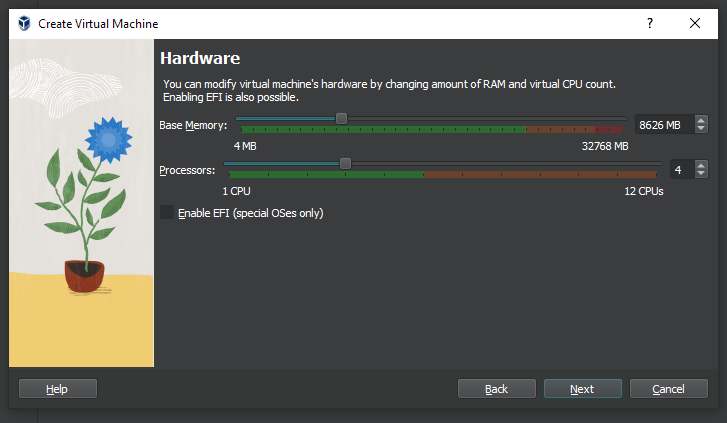 Create Virtual Machine
?
Hardware
You can modify virtual machine's hardware by changing amount of RAM and virtual CPU count.
Enabling EFI is also possible.
Base Memory:
8626 MB
4 MB
32768 MB
Processors:
4
1 CPU
12 CPUs
Enable EFI (special OSes only)
Help
Back
Next
Cancel